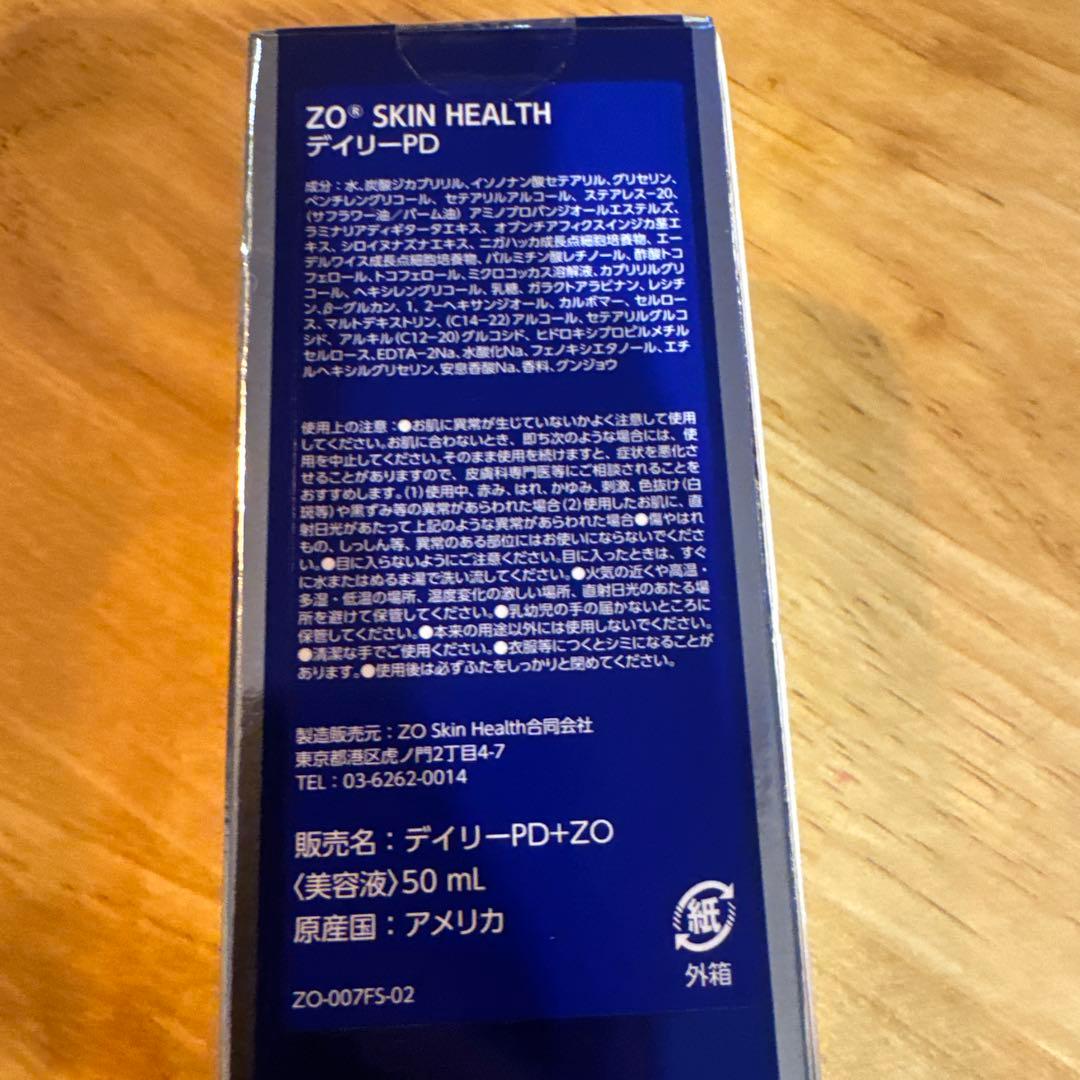 ZO® SKIN HEALTH
デイリーPD
成分：水、炭酸ジカプリリル、イソノナン酸セテアリル、グリセリン、
ペンチレングリコール、セテアリルアルコール、ステアレス-20、
(サフラワー油／パーム油) アミノプロパンジオールエステルズ、
ラミナリアディギタータエキス、オプンチアフィクスインジカ茎エ
キス、シロイヌナズナエキス、ニガハッカ成長点細胞培養物、エー
デルワイス成長点細胞培養物、パルミチン酸レチノール、酢酸トコ
フェロール、トコフェロール、ミクロコッカス溶解液、カプリリルグリ
コール、ヘキシレングリコール、乳糖、ガラクトアラビナン、レシチ
ン、β-グルカン、1, 2-ヘキサンジオール、カルボマー、セルロー
ス、マルトデキストリン、(C14-22)アルコール、セテアリルグルコ
シド、アルキル(C12-20)グルコシド、ヒドロキシプロピルメチル
セルロース、EDTA-2Na、水酸化Na、フェノキシエタノール、エチ
ルヘキシルグリセリン、安息香酸Na、香料、グンジョウ
使用上の注意：●お肌に異常が生じていないかよく注意して使用
してください。お肌に合わないとき、即ち次のような場合には、使
用を中止してください。そのまま使用を続けますと、症状を悪化さ
せることがありますので、皮膚科専門医等にご相談されることを
おすすめします。(1)使用中、赤み、はれ、かゆみ、刺激、色抜け(白
斑等)や黒ずみ等の異常があらわれた場合(2)使用したお肌に、直
射日光があたって上記のような異常があらわれた場合●傷やはれ
もの、しっしん等、異常のある部位にはお使いにならないでくださ
い。●目に入らないようにご注意ください。目に入ったときは、すぐ
に水またはぬるま湯で洗い流してください。●火気の近くや高温・
多湿・低温の場所、温度変化の激しい場所、直射日光のあたる場
所を避けて保管してください。●乳幼児の手の届かないところに
保管してください。●本来の用途以外には使用しないでください。
●清潔な手でご使用ください。●衣服等につくとシミになることが
あります。●使用後は必ずふたをしっかりと閉めてください。
製造販売元：ZO Skin Health合同会社
東京都港区虎ノ門2丁目4-7
TEL：03-6262-0014
販売名：デイリーPD+ZO
〈美容液〉50 mL
原産国：アメリカ
紙
外箱
ZO-007FS-02